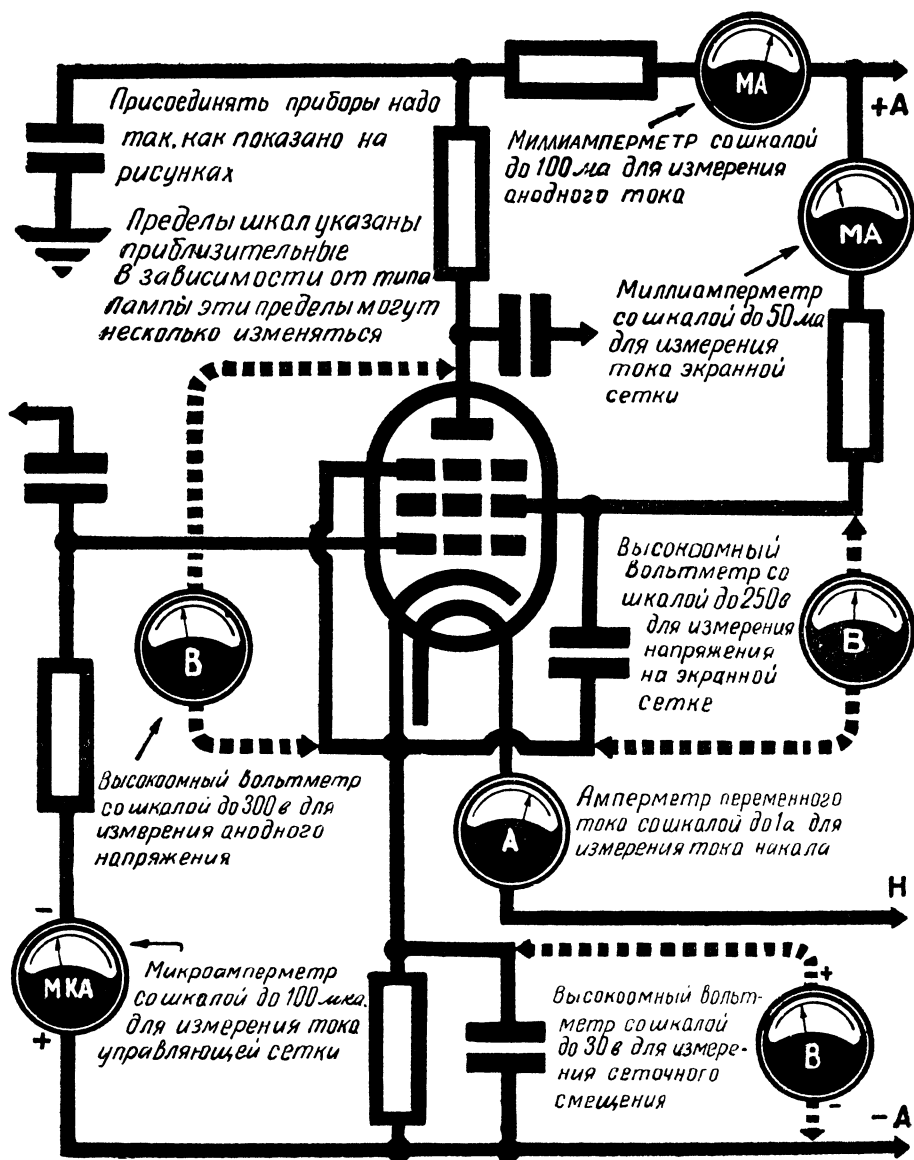 Присоединять приборы надо
так, как показано на
рисунках
Пределы шкал указаны
приблизительные
В зависимости от типа
лампы эти пределы могут
несколько изменяться
МА
+А
Миллиамперметр со шкалой
до 100 ма для измерения
анодного тока
МА
Миллиамперметр
со шкалой до 50 ма
для измерения
тока экранной
сетки
Высокоомный
вольтметр со
шкалой до 250 в
для измерения
напряжения
на экранной
сетке
В
В
Высокоомный вольтметр
со шкалой до 300 в для
измерения анодного
напряжения
А
Амперметр переменного
тока со шкалой до 1а для
измерения тока накала
Н
-
МКА
+
Микроамперметр
со шкалой до 100 мка.
для измерения тока
управляющей сетки
Высокоомный вольт-
метр со шкалой
до 30 в для измере-
ния сеточного
смещения
+
В
-
-А